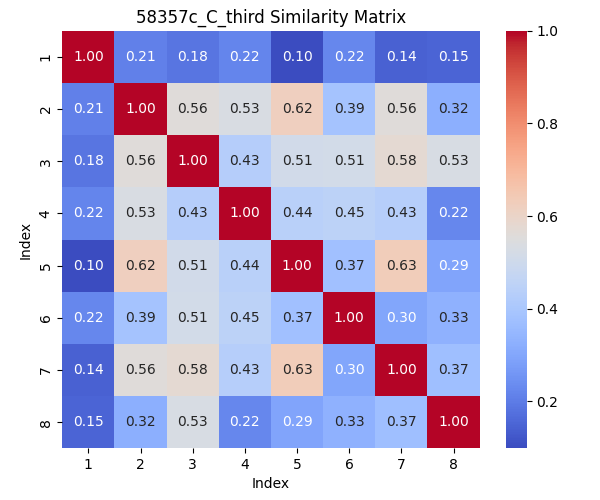 58357c_C_third Similarity Matrix
1 1.00 0.21 0.18 0.22 0.10 0.22 0.14 0.15
2 0.21 1.00 0.56 0.53 0.62 0.39 0.56 0.32
3 0.18 0.56 1.00 0.43 0.51 0.51 0.58 0.53
4 0.22 0.53 0.43 1.00 0.44 0.45 0.43 0.22
5 0.10 0.62 0.51 0.44 1.00 0.37 0.63 0.29
6 0.22 0.39 0.51 0.45 0.37 1.00 0.30 0.33
7 0.14 0.56 0.58 0.43 0.63 0.30 1.00 0.37
8 0.15 0.32 0.53 0.22 0.29 0.33 0.37 1.00
1 2 3 4 5 6 7 8
Index
Index
1.0
0.8
0.6
0.4
0.2